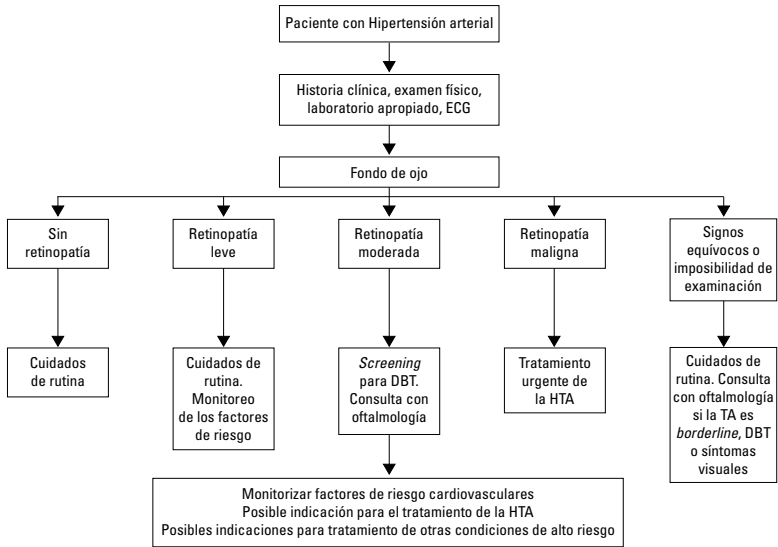 Paciente con Hipertensión arterial
Historia clínica, examen físico,
laboratorio apropiado, ECG
Fondo de ojo
Sin
retinopatía
Retinopatía
leve
Retinopatía
moderada
Retinopatía
maligna
Signos
equívocos o
imposibilidad de
examinación
Cuidados
de rutina
Cuidados de
rutina.
Monitoreo
de los factores
de riesgo
Screening
para DBT.
Consulta con
oftalmología
Tratamiento
urgente de
la HTA
Cuidados de
rutina. Consulta
con oftalmología
si la TA es
borderline, DBT
o síntomas
visuales
Monitorizar factores de riesgo cardiovasculares
Posible indicación para el tratamiento de la HTA
Posibles indicaciones para tratamiento de otras condiciones de alto riesgo